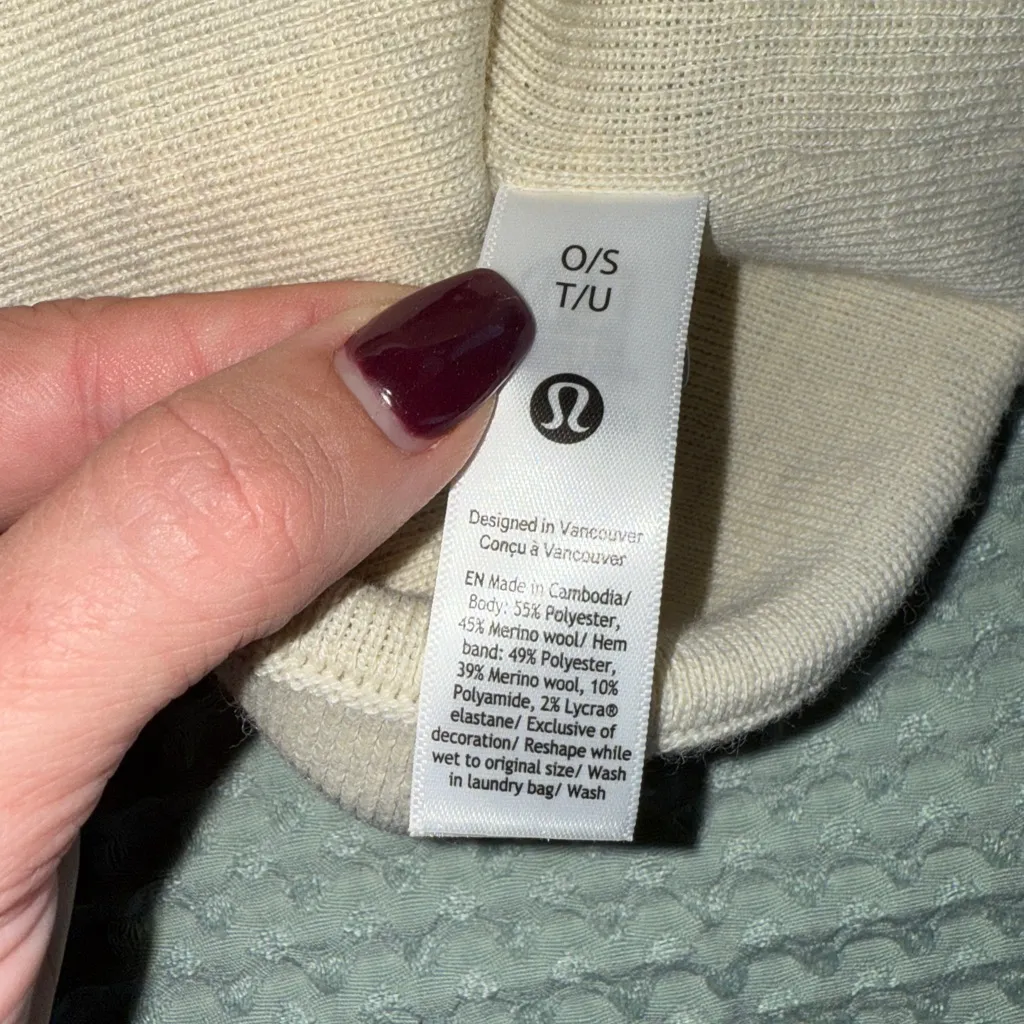 O/S
T/U
Designed in Vancouver
Conçu à Vancouver
EN Made in Cambodia/
Body: 55% Polyester,
45% Merino wool/ Hem
band: 49% Polyester,
39% Merino wool, 10%
Polyamide, 2% Lycra®
elastane/ Exclusive of
decoration/ Reshape while
wet to original size/ Wash
in laundry bag/ Wash